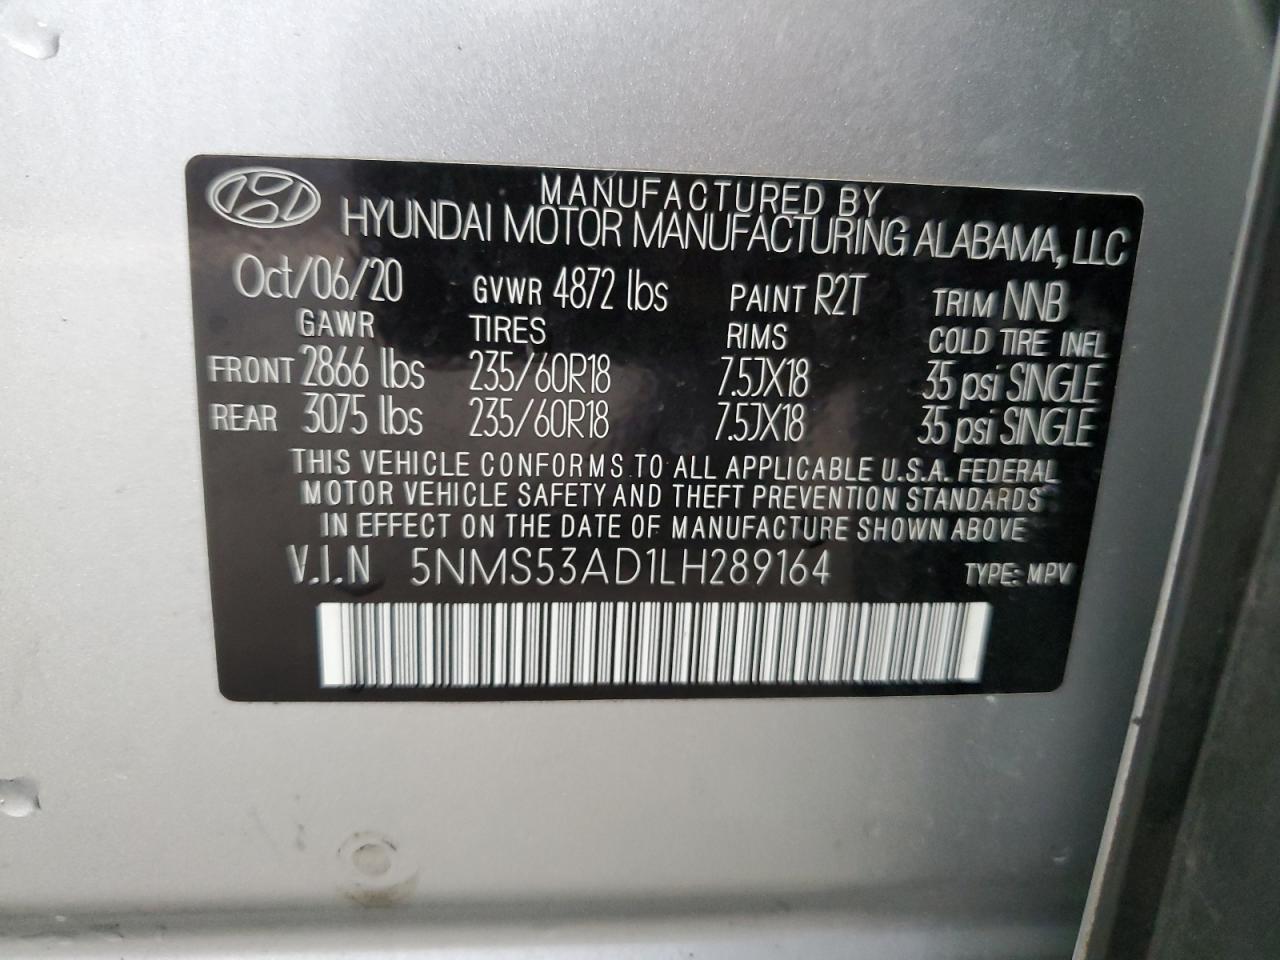 MANUFACTURED BY
HYUNDAI MOTOR MANUFACTURING ALABAMA, LLC
Oct/06/20 GVWR 4872 lbs PAINT R2T TRIM NNB
GAWR TIRES RIMS COLD TIRE INFL
FRONT 2866 lbs 235/60R18 7.5JX18 35 psi SINGLE
REAR 3075 lbs 235/60R18 7.5JX18 35 psi SINGLE
THIS VEHICLE CONFORMS TO ALL APPLICABLE U.S.A. FEDERAL
MOTOR VEHICLE SAFETY AND THEFT PREVENTION STANDARDS
IN EFFECT ON THE DATE OF MANUFACTURE SHOWN ABOVE
V.I.N 5NMS53AD1LH289164 TYPE: MPV